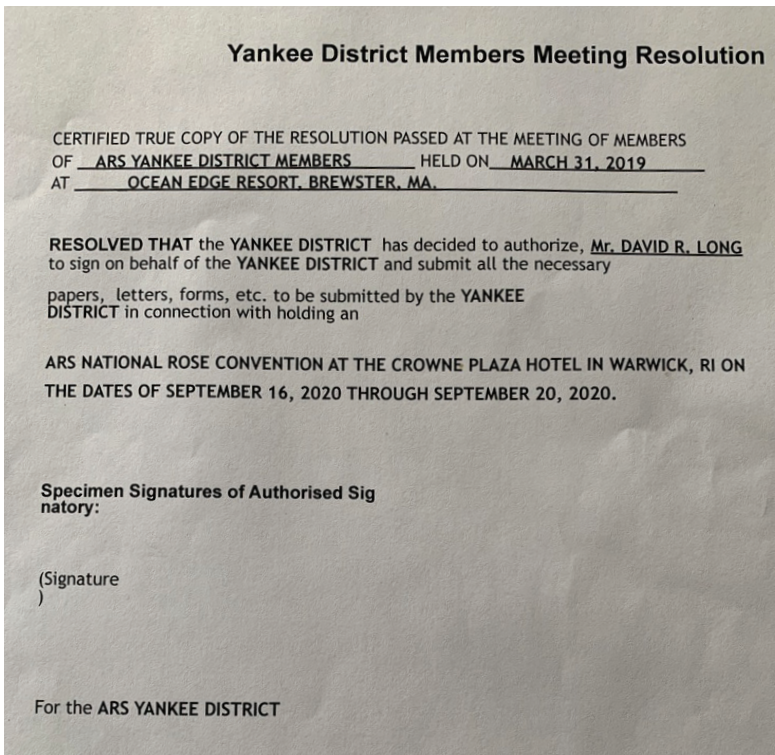 Yankee District Members Meeting Resolution
CERTIFIED TRUE COPY OF THE RESOLUTION PASSED AT THE MEETING OF MEMBERS
OF ARS YANKEE DISTRICT MEMBERS HELD ON MARCH 31, 2019
AT OCEAN EDGE RESORT, BREWSTER, MA.
RESOLVED THAT the YANKEE DISTRICT has decided to authorize, Mr. DAVID R. LONG
to sign on behalf of the YANKEE DISTRICT and submit all the necessary
papers, letters, forms, etc. to be submitted by the YANKEE
DISTRICT in connection with holding an
ARS NATIONAL ROSE CONVENTION AT THE CROWNE PLAZA HOTEL IN WARWICK, RI ON
THE DATES OF SEPTEMBER 16, 2020 THROUGH SEPTEMBER 20, 2020.
Specimen Signatures of Authorised Sig
natory:
(Signature
)
For the ARS YANKEE DISTRICT